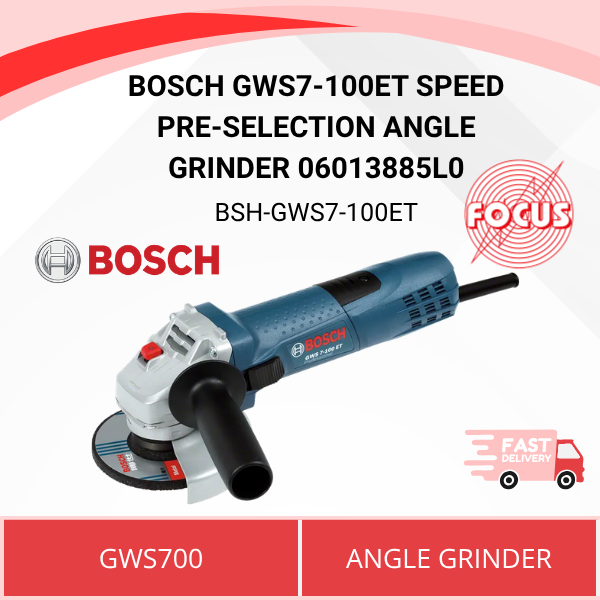 BOSCH GWS7-100ET SPEED
PRE-SELECTION ANGLE
GRINDER 06013885L0
BSH-GWS7-100ET
FOCUS
BOSCH
BOSCH
GWS 7-100 ET
BOSCH
FAST
DELIVERY
GWS700
ANGLE GRINDER